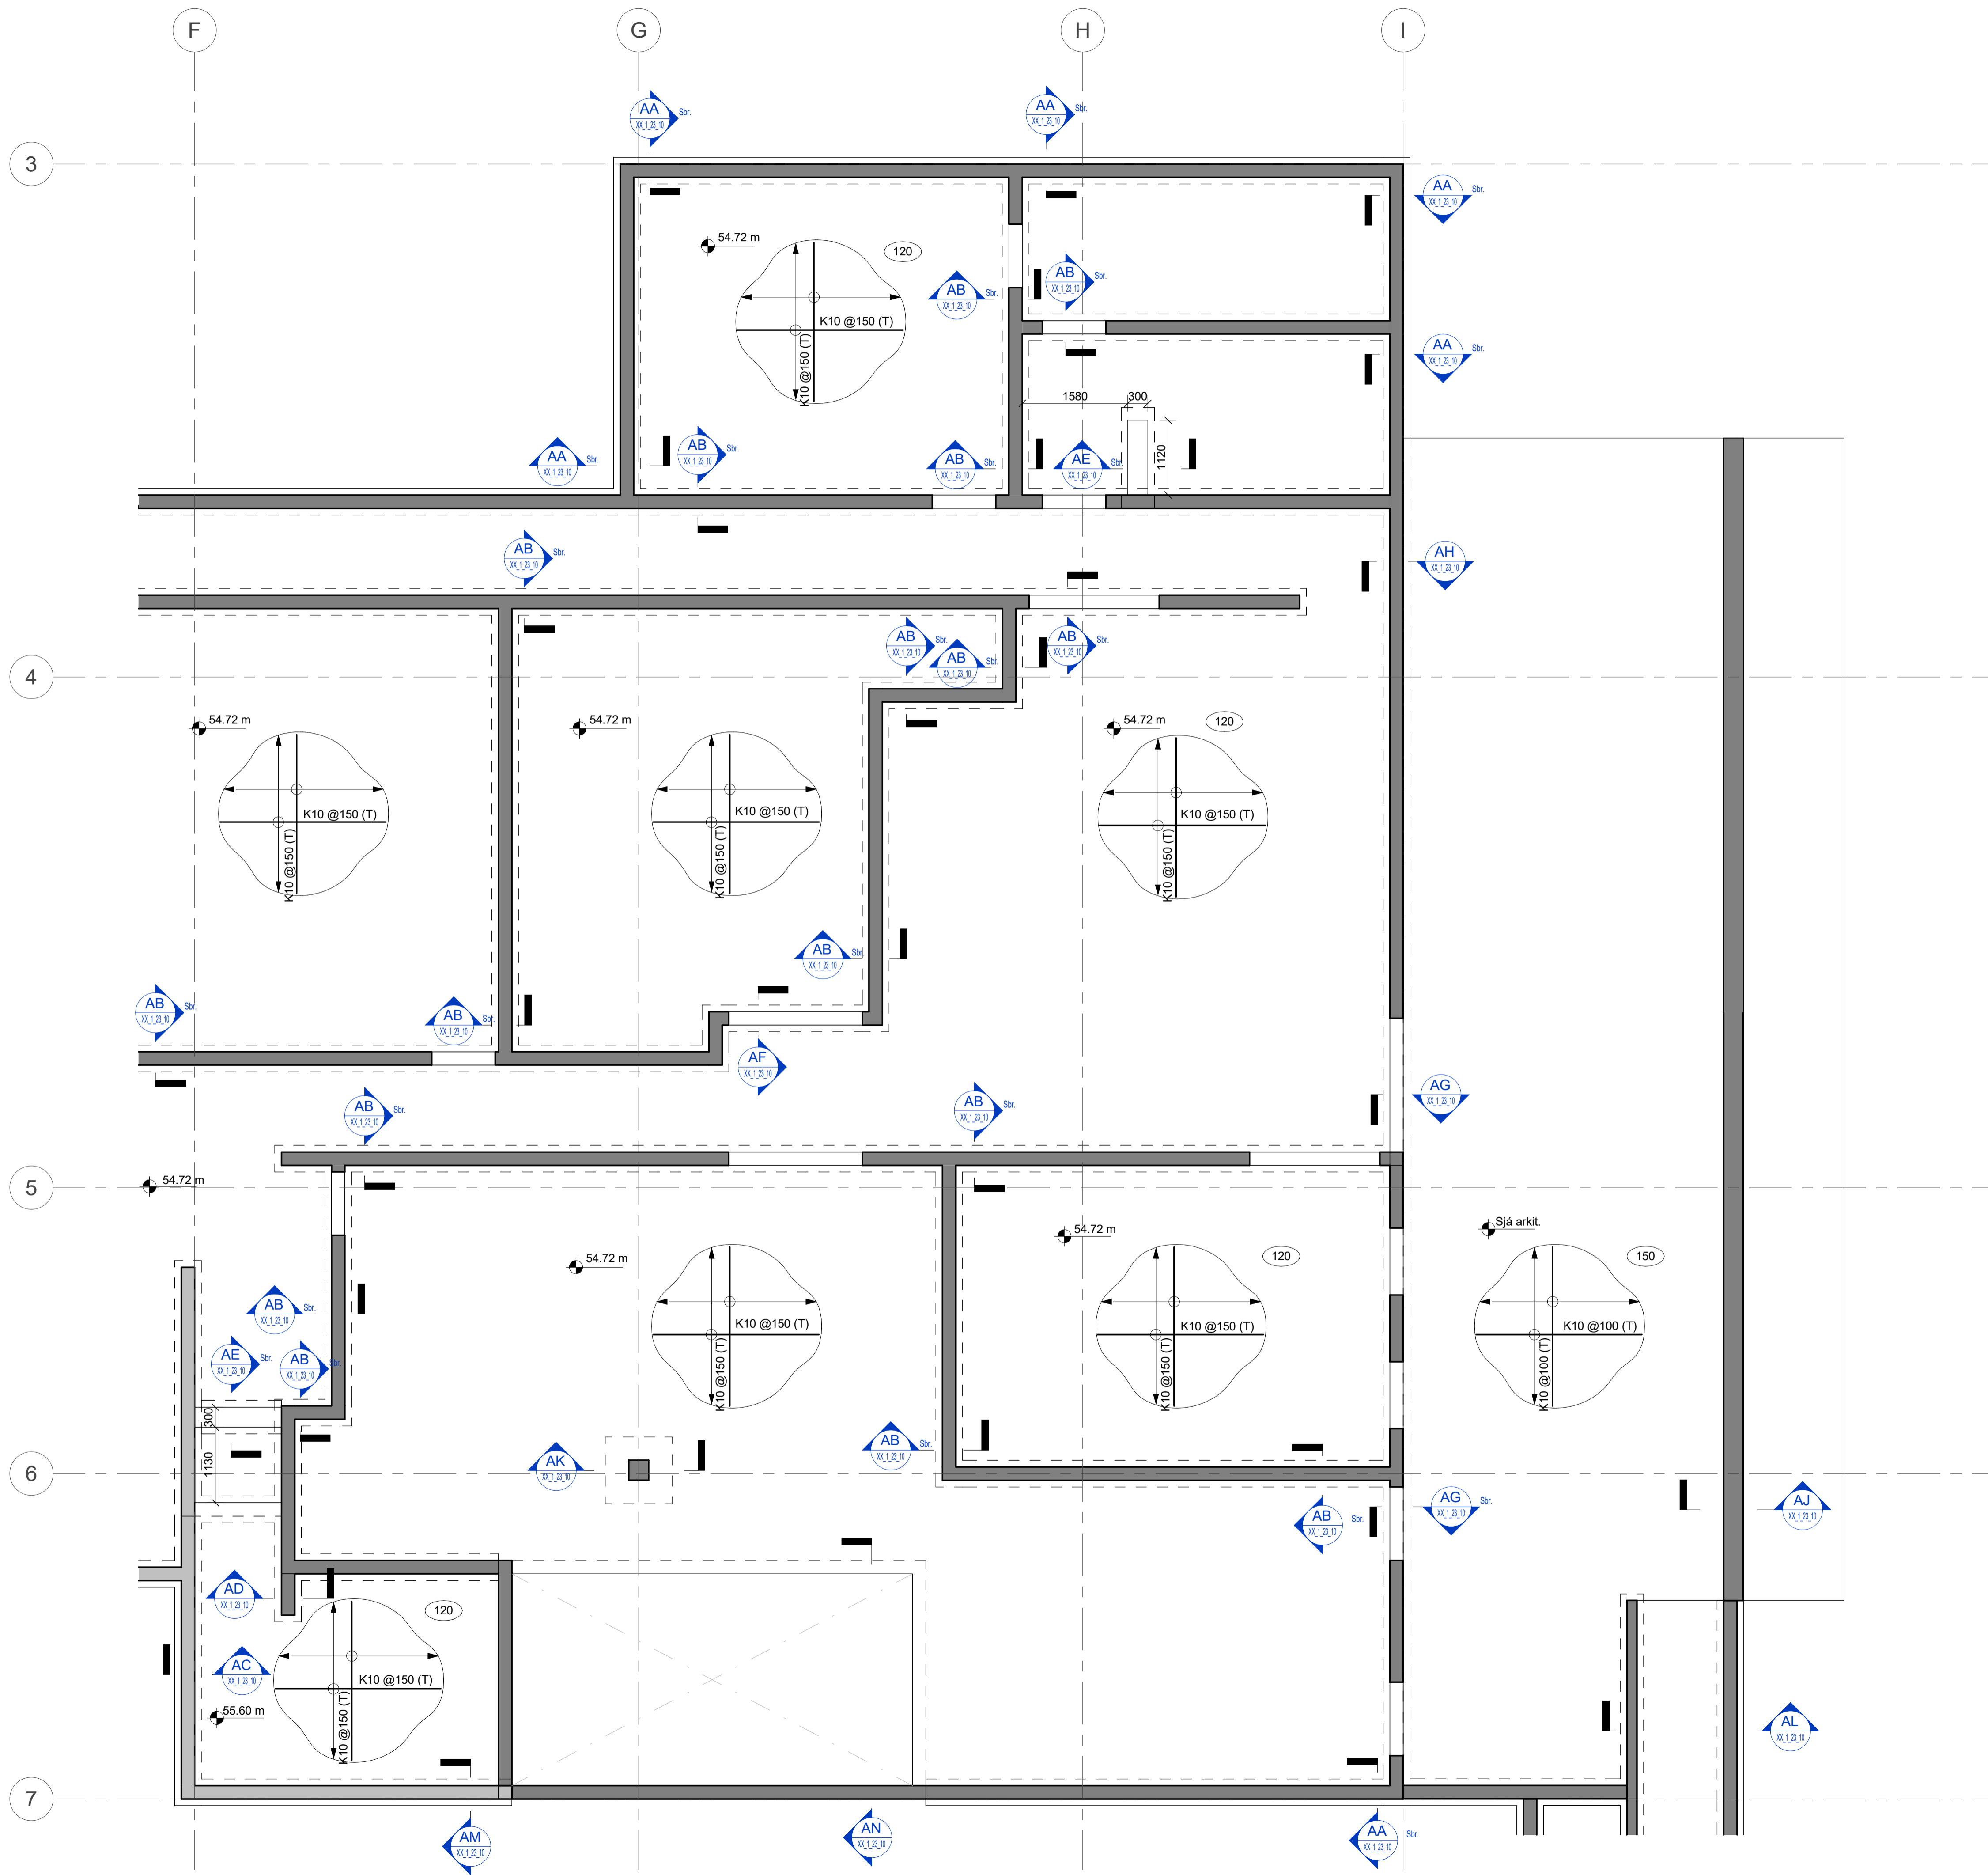 F
G
H
I
AA
XX_1_23_10
Sbr.
AA
XX_1_23_10
Sbr.
3
AA
XX_1_23_10
Sbr.
54.72 m
120
AB
XX_1_23_10
Sbr.
AB
XX_1_23_10
Sbr.
K10 @150 (T)
K10 @150 (T)
AA
XX_1_23_10
Sbr.
1580
300
1120
AA
XX_1_23_10
Sbr.
AB
XX_1_23_10
Sbr.
AB
XX_1_23_10
Sbr.
AE
XX_1_23_10
Sbr.
AB
XX_1_23_10
Sbr.
AH
XX_1_23_10
Sbr.
AB
XX_1_23_10
Sbr.
AB
XX_1_23_10
Sbr.
AB
XX_1_23_10
Sbr.
4
54.72 m
54.72 m
54.72 m
120
K10 @150 (T)
K10 @150 (T)
K10 @150 (T)
K10 @150 (T)
K10 @150 (T)
K10 @150 (T)
AB
XX_1_23_10
Sbr.
AB
XX_1_23_10
Sbr.
AB
XX_1_23_10
Sbr.
AF
XX_1_23_10
AG
XX_1_23_10
Sbr.
AB
XX_1_23_10
Sbr.
AB
XX_1_23_10
Sbr.
5
54.72 m
54.72 m
54.72 m
120
Sjá arkit.
150
AB
XX_1_23_10
Sbr.
K10 @150 (T)
K10 @150 (T)
K10 @150 (T)
K10 @150 (T)
K10 @100 (T)
K10 @100 (T)
AE
XX_1_23_10
Sbr.
AB
XX_1_23_10
Sbr.
300
1130
6
AK
XX_1_23_10
AB
XX_1_23_10
Sbr.
AB
XX_1_23_10
Sbr.
AG
XX_1_23_10
Sbr.
AJ
XX_1_23_10
AD
XX_1_23_10
120
AC
XX_1_23_10
K10 @150 (T)
K10 @150 (T)
55.60 m
AL
XX_1_23_10
7
AM
XX_1_23_10
AN
XX_1_23_10
AA
XX_1_23_10
Sbr.